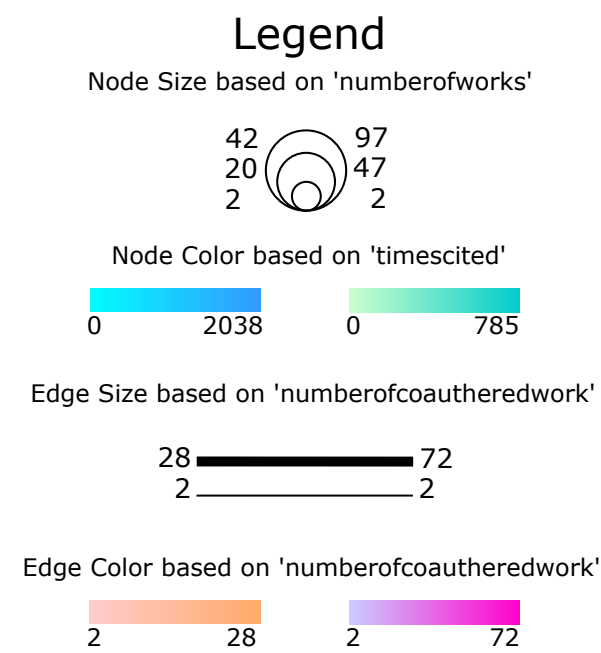 Legend
Node Size based on 'numberofworks'
42 97
20 47
2 2
Node Color based on 'timescited'
0 2038 0 785
Edge Size based on 'numberofcoautheredwork'
28 72
2 2
Edge Color based on 'numberofcoautheredwork'
2 28 2 72